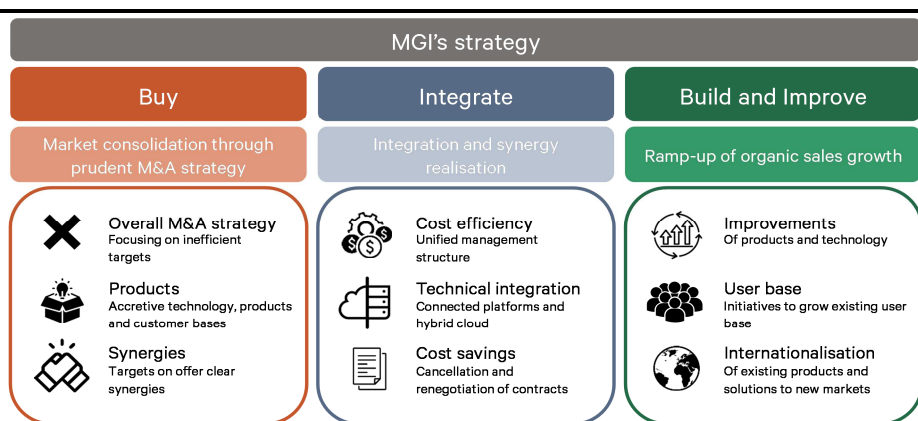 MGI's strategy
Buy
Integrate
Build and Improve
Market consolidation through
prudent M&A strategy
Integration and synergy
realisation
Ramp-up of organic sales growth
Overall M&A strategy
Focusing on inefficient
targets
Products
Accretive technology, products
and customer bases
Synergies
Targets on offer clear
synergies
Cost efficiency
Unified management
structure
Technical integration
Connected platforms and
hybrid cloud
Cost savings
Cancellation and
renegotiation of contracts
Improvements
Of products and technology
User base
Initiatives to grow existing user
base
Internationalisation
Of existing products and
solutions to new markets